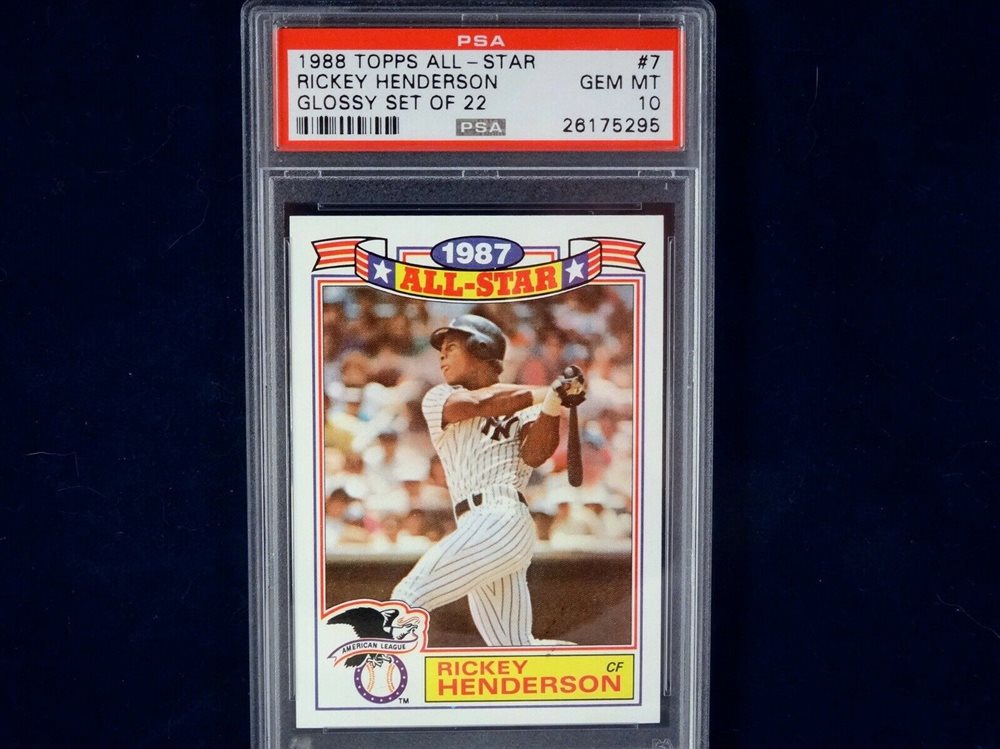 PSA
1988 TOPPS ALL-STAR #7
RICKEY HENDERSON GEM MT
GLOSSY SET OF 22 10
PSA 26175295
1987
ALL-STAR
NY
AMERICAN LEAGUE
TM
RICKEY CF
HENDERSON